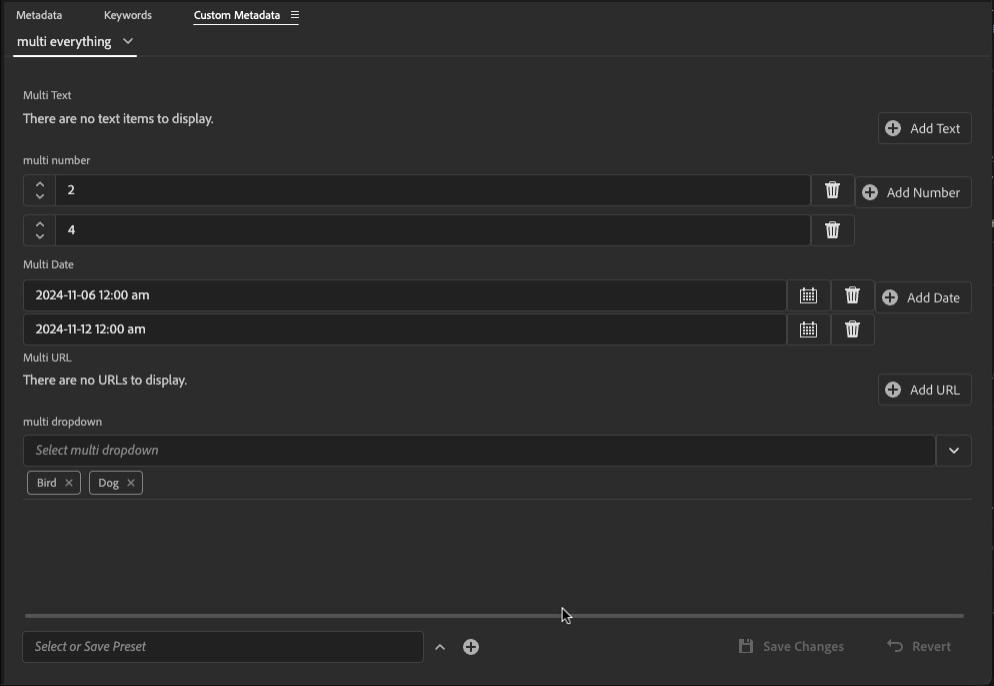 Metadata Keywords Custom Metadata
multi everything
Multi Text
There are no text items to display.
Add Text
multi number
2
Add Number
4
Multi Date
2024-11-06 12:00 am
Add Date
2024-11-12 12:00 am
Multi URL
There are no URLs to display.
Add URL
multi dropdown
Select multi dropdown
Bird Dog
Select or Save Preset Save Changes Revert